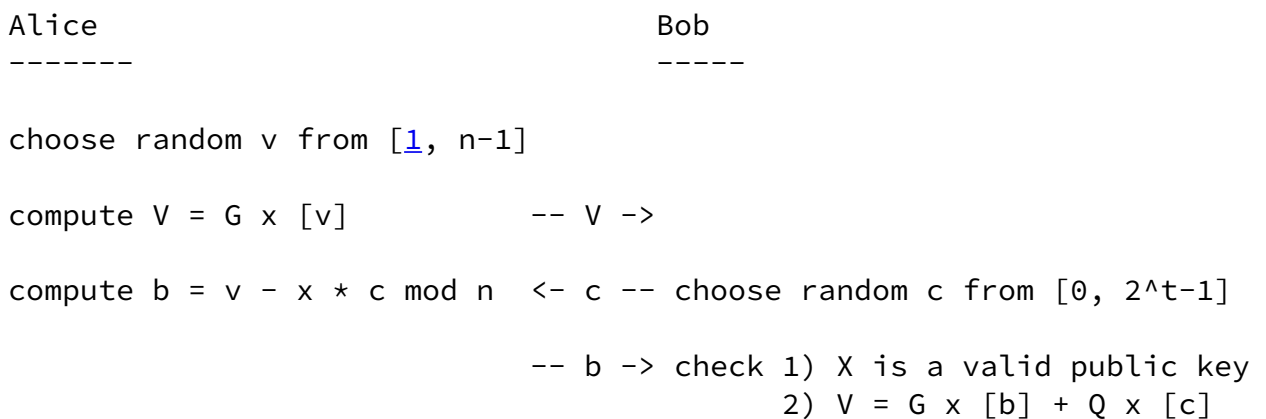 Alice Bob
------- -----
choose random v from [1, n-1]
compute V = G x [v] -- V ->
compute b = v - x * c mod n <- c -- choose random c from [0, 2^t-1]
-- b -> check 1) X is a valid public key
2) V = G x [b] + Q x [c]